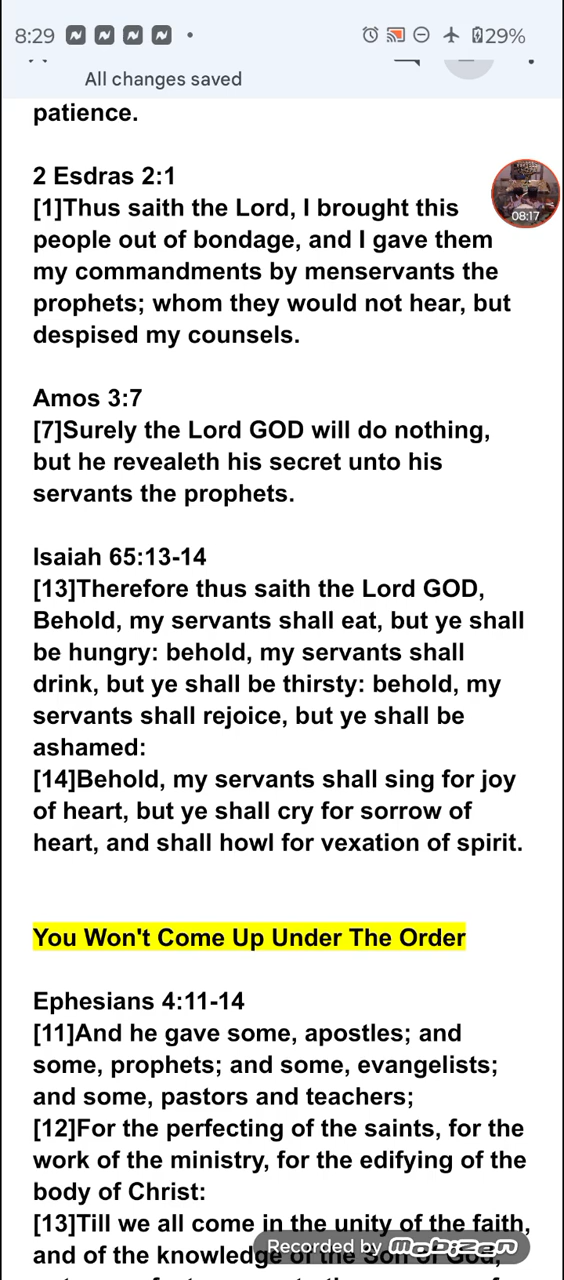 8:29
29%
All changes saved
patience.
2 Esdras 2:1
[1]Thus saith the Lord, I brought this
people out of bondage, and I gave them
my commandments by menservants the
prophets; whom they would not hear, but
despised my counsels.
08:17
Amos 3:7
[7]Surely the Lord GOD will do nothing,
but he revealeth his secret unto his
servants the prophets.
Isaiah 65:13-14
[13]Therefore thus saith the Lord GOD,
Behold, my servants shall eat, but ye shall
be hungry: behold, my servants shall
drink, but ye shall be thirsty: behold, my
servants shall rejoice, but ye shall be
ashamed:
[14]Behold, my servants shall sing for joy
of heart, but ye shall cry for sorrow of
heart, and shall howl for vexation of spirit.
You Won't Come Up Under The Order
Ephesians 4:11-14
[11]And he gave some, apostles; and
some, prophets; and some, evangelists;
and some, pastors and teachers;
[12]For the perfecting of the saints, for the
work of the ministry, for the edifying of the
body of Christ:
[13]Till we all come in the unity of the faith,
and of the knowledge of the Son of God,
Recorded by Mobizen